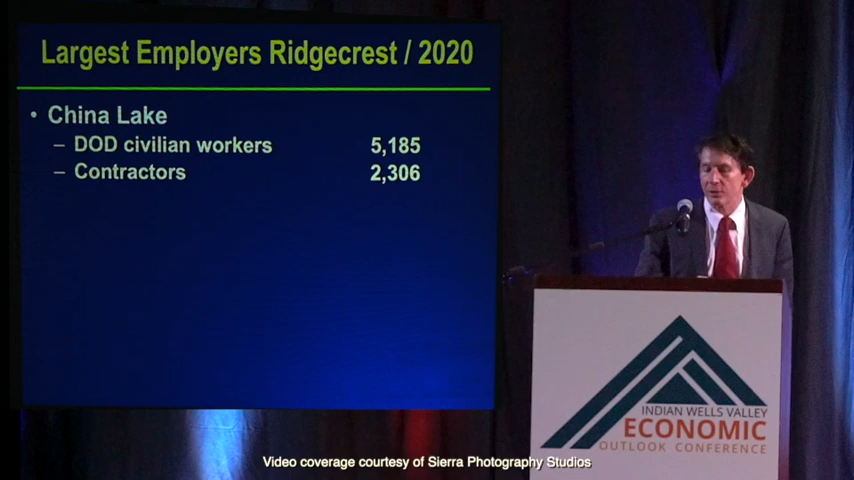 Largest Employers Ridgecrest / 2020
• China Lake
– DOD civilian workers 5,185
– Contractors 2,306
INDIAN WELLS VALLEY
ECONOMIC
OUTLOOK CONFERENCE
Video coverage courtesy of Sierra Photography Studios